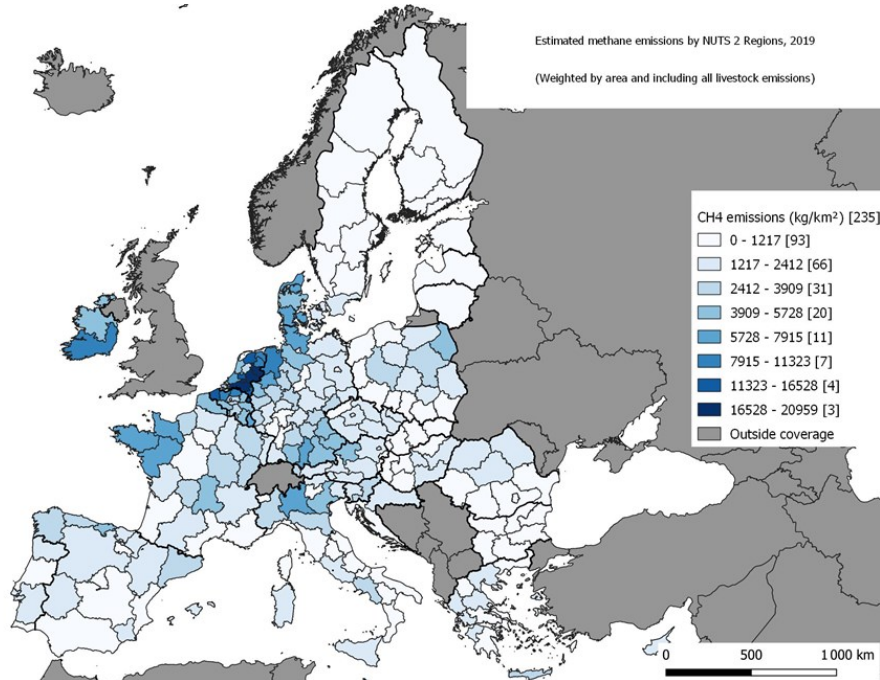 Estimated methane emissions by NUTS 2 Regions, 2019
(Weighted by area and including all livestock emissions)
CH4 emissions (kg/km²) [235]
0 - 1217 [93]
1217 - 2412 [66]
2412 - 3909 [31]
3909 - 5728 [20]
5728 - 7915 [11]
7915 - 11323 [7]
11323 - 16528 [4]
16528 - 20959 [3]
Outside coverage
0 500 1000 km